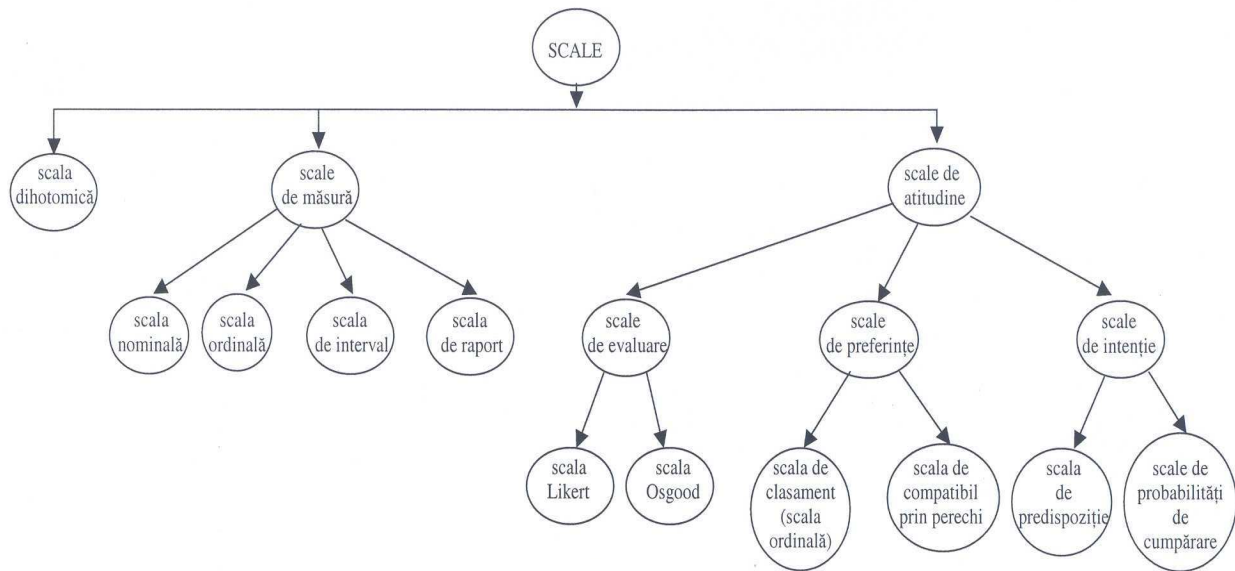 SCALE
scala
dihotomică
scale
de măsură
scale de
atitudine
scala
nominală
scala
ordinală
scala
de interval
scala
de raport
scale
de evaluare
scale
de preferințe
scale
de intenție
scala
Likert
scala
Osgood
scala de
clasament
(scala
ordinală)
scala de
compatibil
prin perechi
scala
de
predispoziție
scale de
probabilități
de
cumpărare